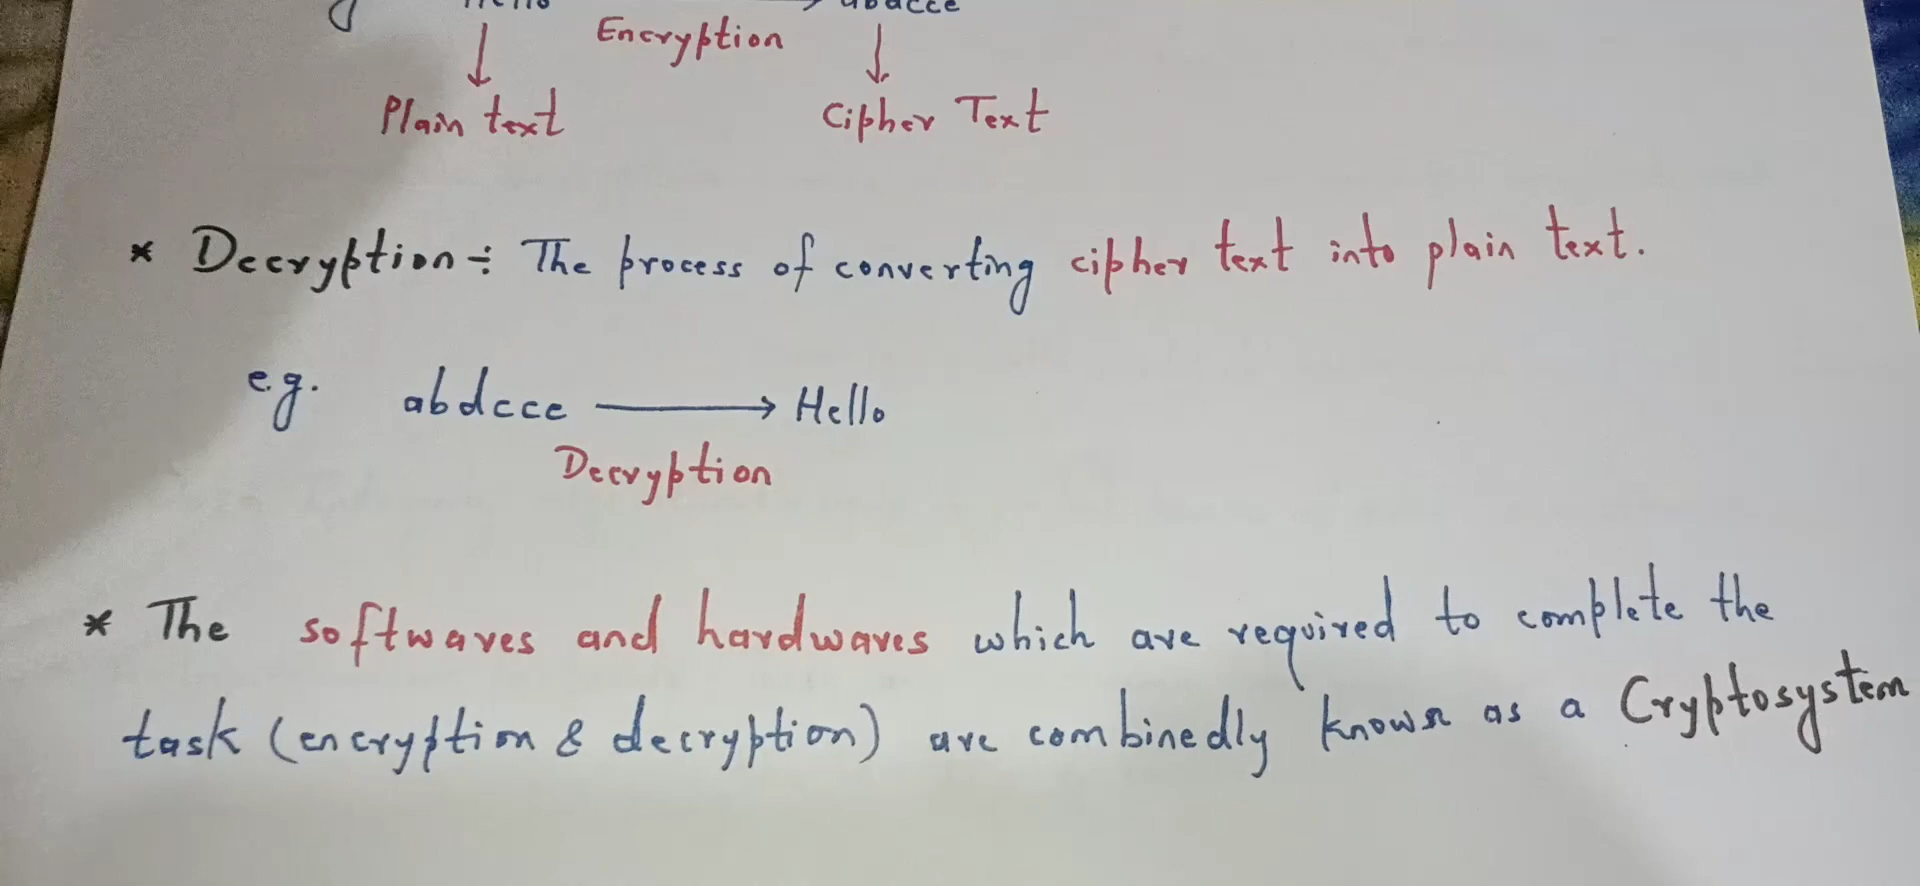 Encryption
Plain text Cipher Text
* Decryption÷ The process of converting cipher text into plain text.
e.g. abdcce → Hello
Decryption
* The softwares and hardwares which are required to complete the
task (encryption & decryption) are combinedly known as a Cryptosystem